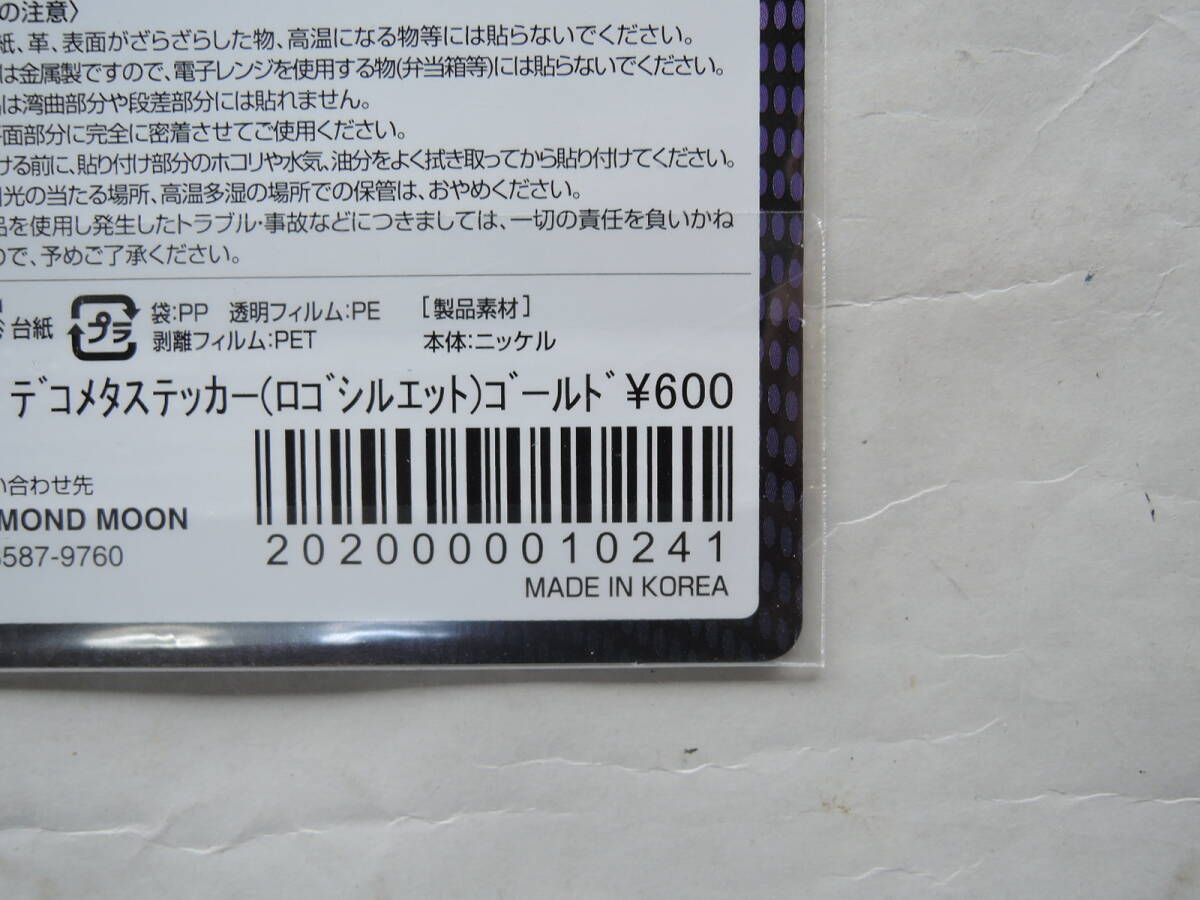 の注意〉
紙、革、表面がざらざらした物、高温になる物等には貼らないでください。
は金属製ですので、電子レンジを使用する物(弁当箱等)には貼らないでください。
は湾曲部分や段差部分には貼れません。
面部分に完全に密着させてご使用ください。
ける前に、貼り付け部分のホコリや水気、油分をよく拭き取ってから貼り付けてください。
光の当たる場所、高温多湿の場所での保管は、おやめください。
品を使用し発生したトラブル・事故などにつきましては、一切の責任を負いかね
ので、予めご了承ください。
台紙 プラ 袋:PP 透明フィルム:PE [製品素材]
剥離フィルム:PET 本体:ニッケル
デコメタステッカー(ロゴシルエット)ゴールド ¥600
い合わせ先
MOND MOON
3587-9760
2020000010241
MADE IN KOREA